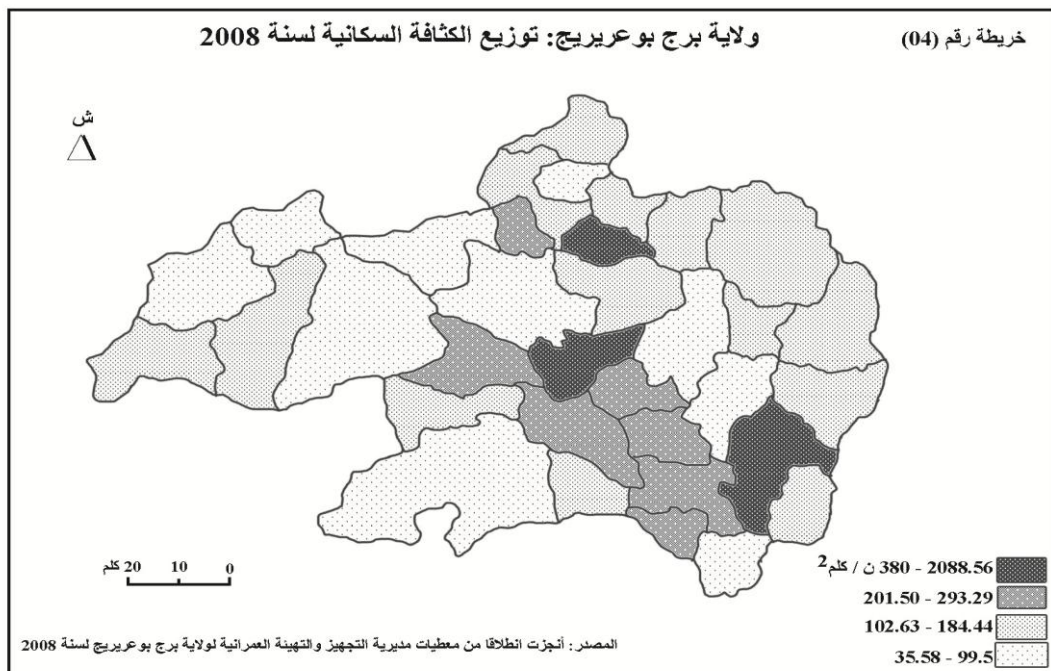 خريطة رقم (04)
ولاية برج بوعريريج: توزيع الكثافة السكانية لسنة 2008
ش
20 10 0 كلم
380 - 2088.56 ن / كلم2
201.50 - 293.29
102.63 - 184.44
35.58 - 99.5
المصدر: أنجزت انطلاقا من معطيات مديرية التجهيز والتهيئة العمرانية لولاية برج بوعريريج لسنة 2008